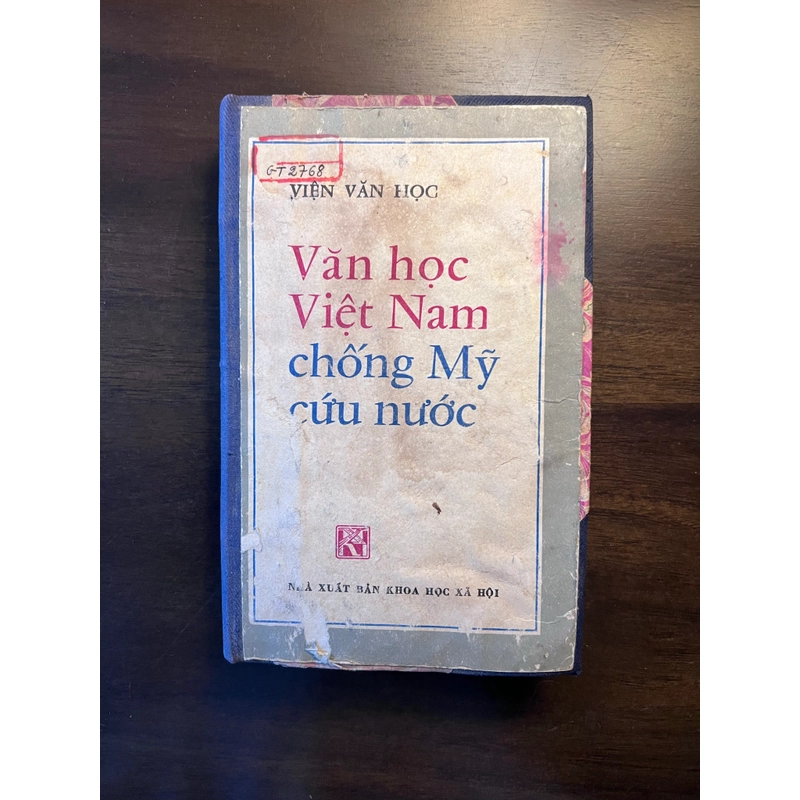 GT2768
VIỆN VĂN HỌC
Văn học
Việt Nam
chống Mỹ
cứu nước
NHÀ XUẤT BẢN KHOA HỌC XÃ HỘI